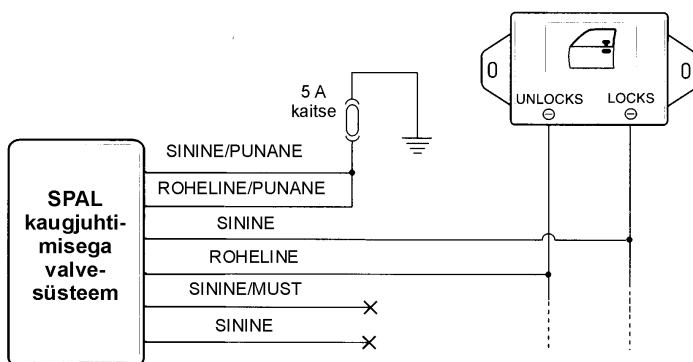 UNLOCKS LOCKS
5 A
kaitse
SININE/PUNANE
ROHELINE/PUNANE
SININE
ROHELINE
SININE/MUST
SININE
SPAL
kaugjuhti-
misega
valve-
süsteem